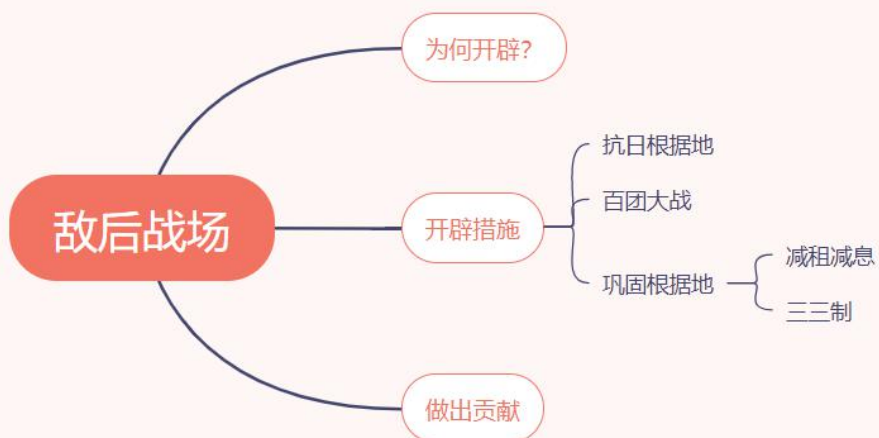 敌后战场
为何开辟?
开辟措施
抗日根据地
百团大战
巩固根据地
减租减息
三三制
做出贡献